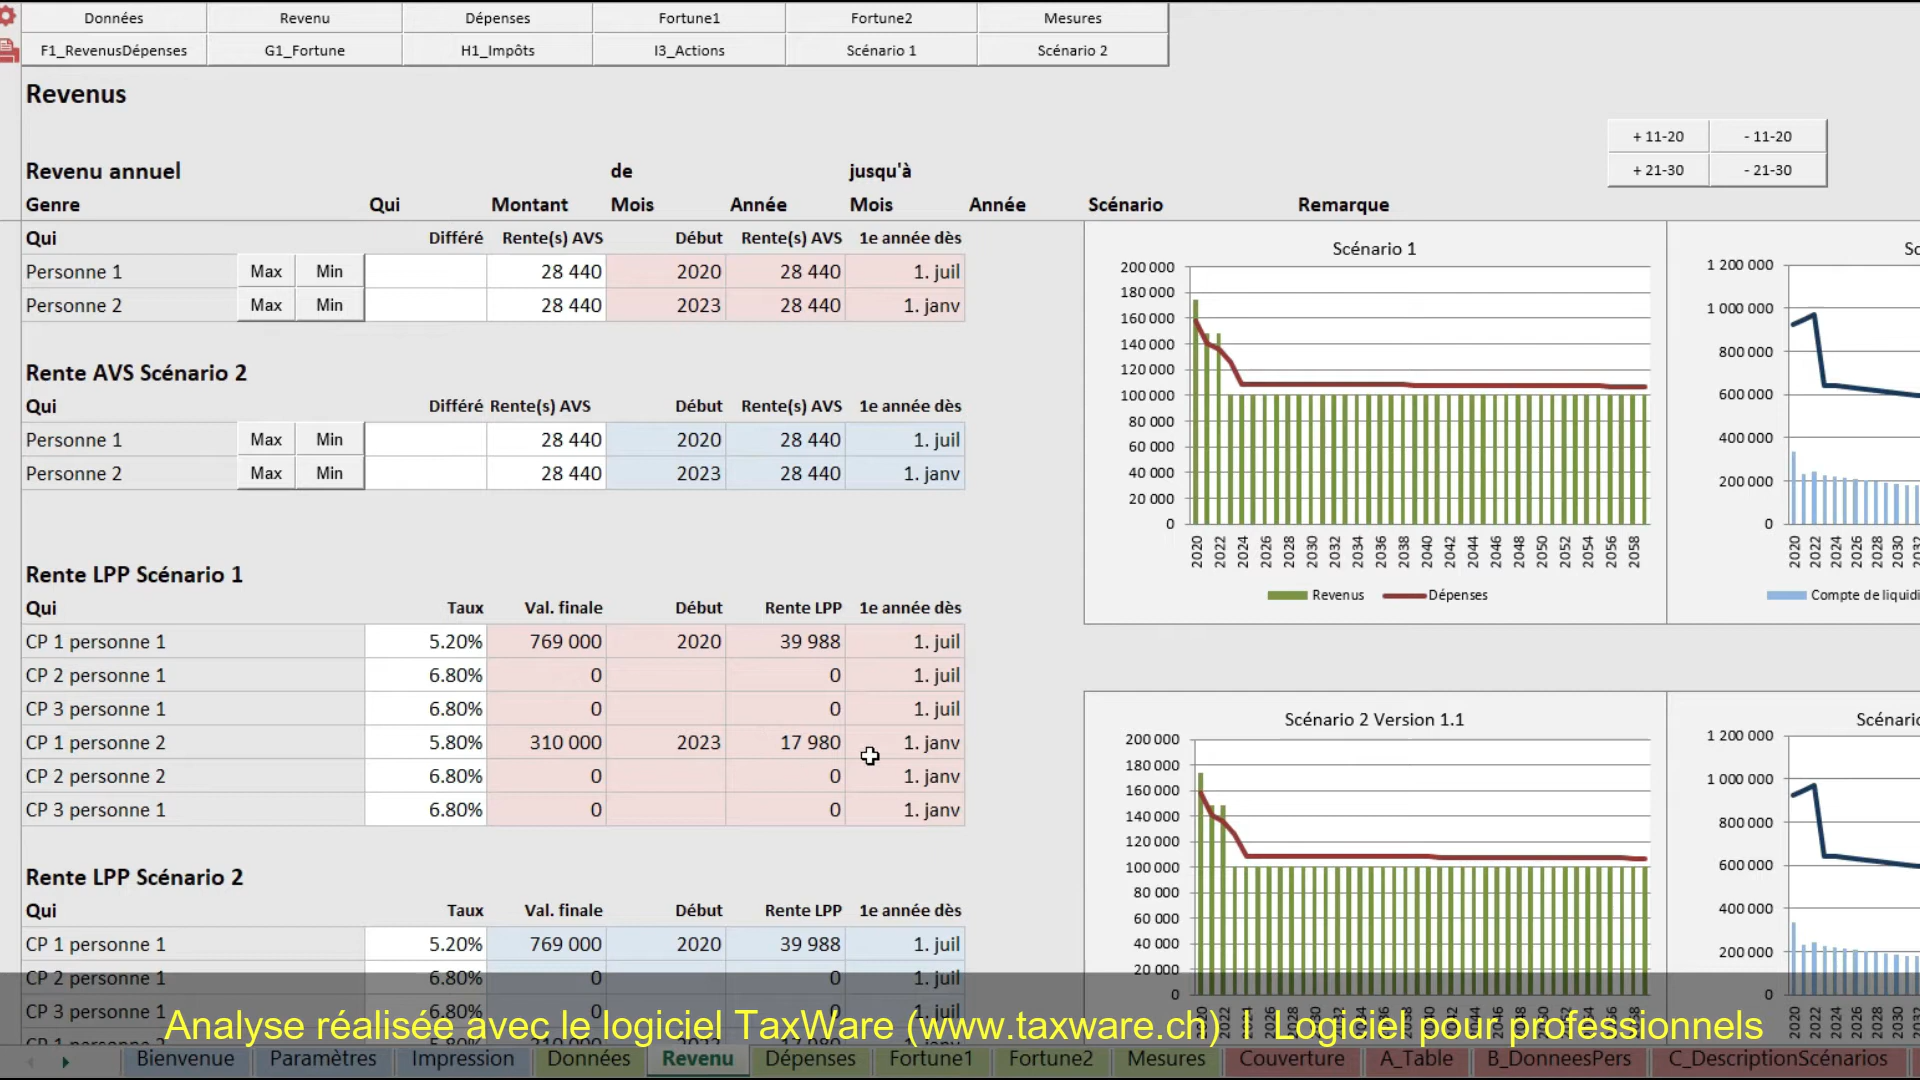 Données Revenu Dépenses Fortune1 Fortune2 Mesures
F1_RevenusDépenses G1_Fortune H1_Impôts I3_Actions Scénario 1 Scénario 2
Revenus
+ 11-20 - 11-20
+ 21-30 - 21-30
Revenu annuel de jusqu'à
Genre Qui Montant Mois Année Mois Année Scénario Remarque
Qui Différé Rente(s) AVS Début Rente(s) AVS 1e année dès
Personne 1 Max Min 28 440 2020 28 440 1. juil
Personne 2 Max Min 28 440 2023 28 440 1. janv
Rente AVS Scénario 2
Qui Différé Rente(s) AVS Début Rente(s) AVS 1e année dès
Personne 1 Max Min 28 440 2020 28 440 1. juil
Personne 2 Max Min 28 440 2023 28 440 1. janv
Rente LPP Scénario 1
Qui Taux Val. finale Début Rente LPP 1e année dès
CP 1 personne 1 5.20% 769 000 2020 39 988 1. juil
CP 2 personne 1 6.80% 0 0 1. juil
CP 3 personne 1 6.80% 0 0 1. juil
CP 1 personne 2 5.80% 310 000 2023 17 980 1. janv
CP 2 personne 2 6.80% 0 0 1. janv
CP 3 personne 1 6.80% 0 0 1. janv
Rente LPP Scénario 2
Qui Taux Val. finale Début Rente LPP 1e année dès
CP 1 personne 1 5.20% 769 000 2020 39 988 1. juil
CP 2 personne 1 6.80% 0 0 1. juil
CP 3 personne 1 6.80% 0 1. juil
Scénario 1
200 000
180 000
160 000
140 000
120 000
100 000
80 000
60 000
40 000
20 000
0
2020 2022 2024 2026 2028 2030 2032 2034 2036 2038 2040 2042 2044 2046 2048 2050 2052 2054 2056 2058
Revenus Dépenses
Sc
1 200 000
1 000 000
800 000
600 000
400 000
200 000
0
2020 2022 2024 2026 2028 2030
Compte de liquidi
Scénario 2 Version 1.1
200 000
180 000
160 000
140 000
120 000
100 000
80 000
60 000
40 000
20 000
0
Scénario
1 200 000
1 000 000
800 000
600 000
400 000
200 000
0
2020 2022 2024 2026 2028 2030
Analyse réalisée avec le logiciel TaxWare (www.taxware.ch) I Logiciel pour professionnels
Bienvenue Paramètres Impression Données Revenu Dépenses Fortune1 Fortune2 Mesures Couverture A_Table B_DonneesPers C_DescriptionScénarios